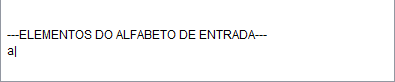 ---ELEMENTOS DO ALFABETO DE ENTRADA---
a|